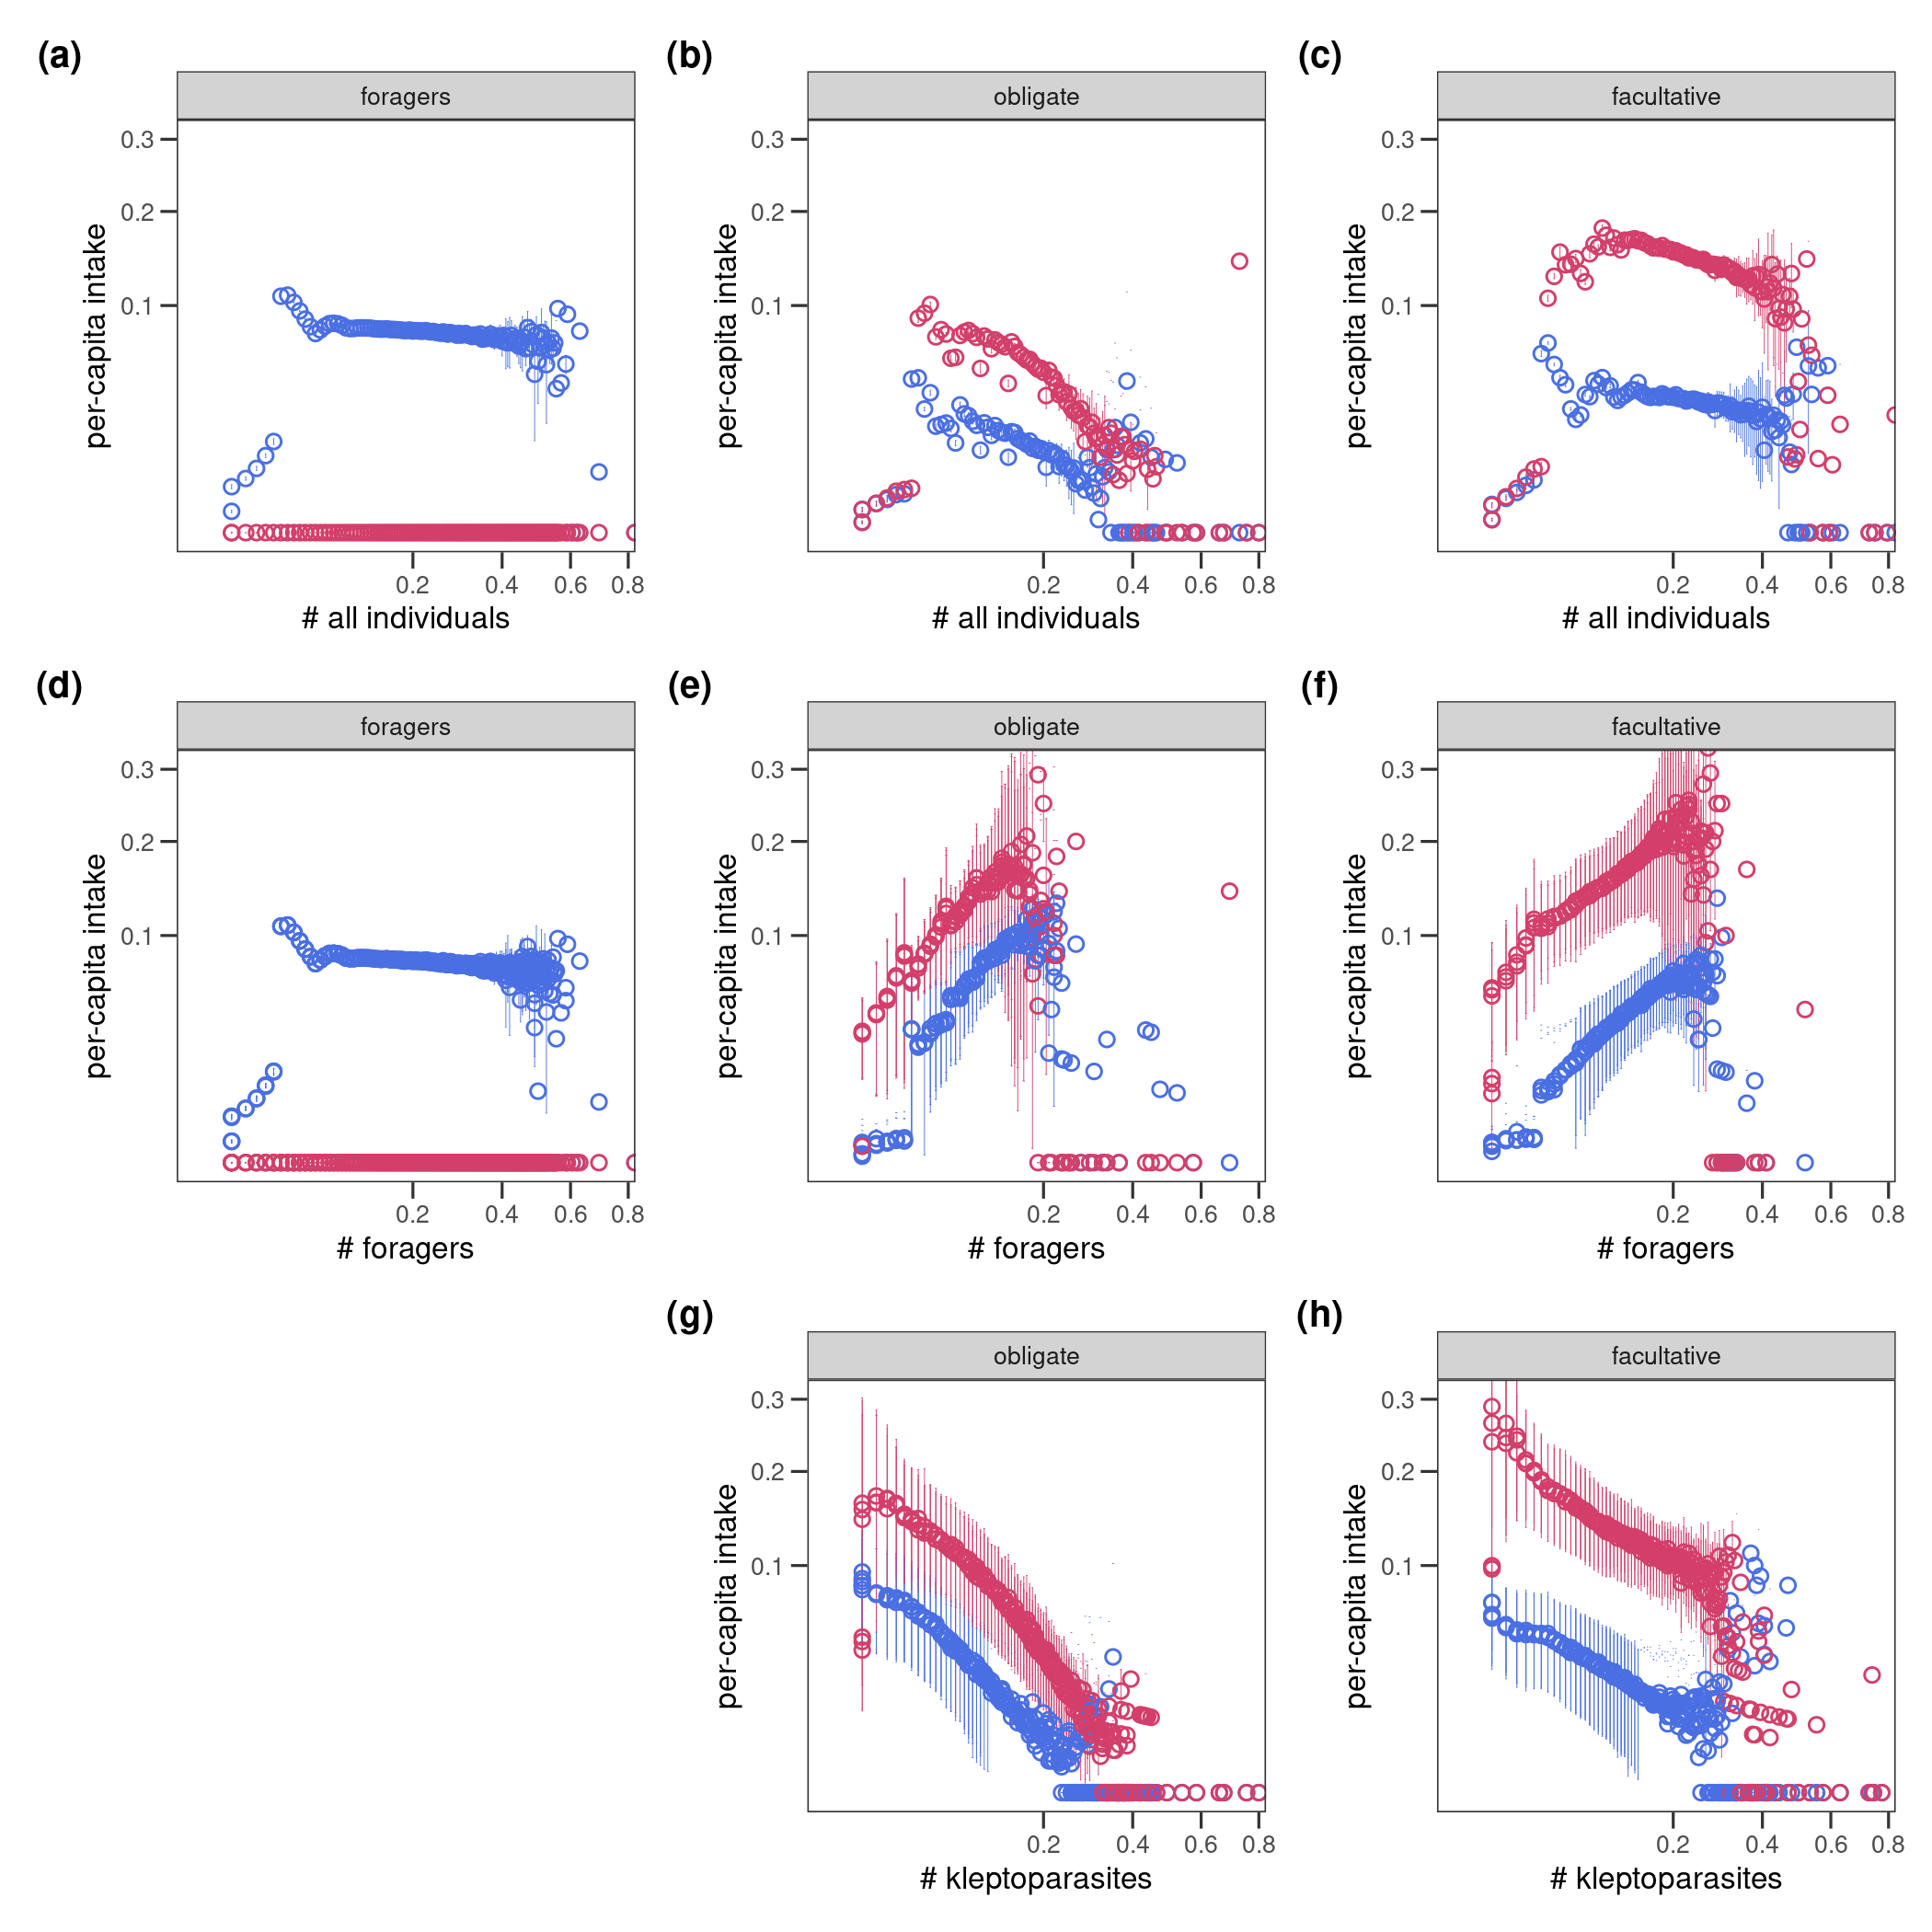 (a) (b) (c)
foragers obligate facultative
0.3 0.3 0.3
0.2 0.2 0.2
0.1 0.1 0.1
per-capita intake per-capita intake per-capita intake
0.2 0.4 0.6 0.8 0.2 0.4 0.6 0.8 0.2 0.4 0.6 0.8
# all individuals # all individuals # all individuals
(d) (e) (f)
foragers obligate facultative
0.3 0.3 0.3
0.2 0.2 0.2
0.1 0.1 0.1
per-capita intake per-capita intake per-capita intake
0.2 0.4 0.6 0.8 0.2 0.4 0.6 0.8 0.2 0.4 0.6 0.8
# foragers # foragers # foragers
(g) (h)
obligate facultative
0.3 0.3
0.2 0.2
0.1 0.1
per-capita intake per-capita intake
0.2 0.4 0.6 0.8 0.2 0.4 0.6 0.8
# kleptoparasites # kleptoparasites